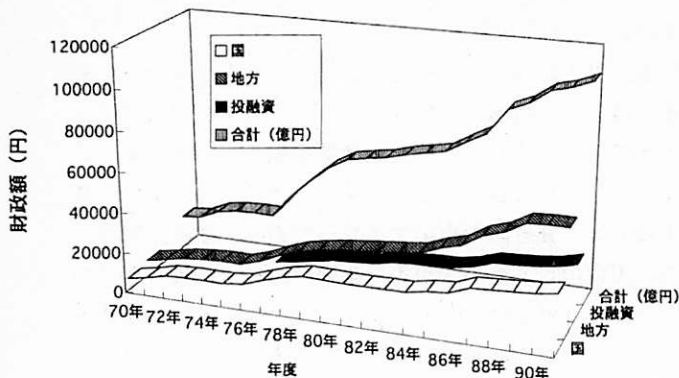 財政額（円）
120000
100000
80000
60000
40000
20000
0
国
地方
投融資
合計（億円）
70年 72年 74年 76年 78年 80年 82年 84年 86年 88年 90年
年度
合計（億円）
投融資
地方
国